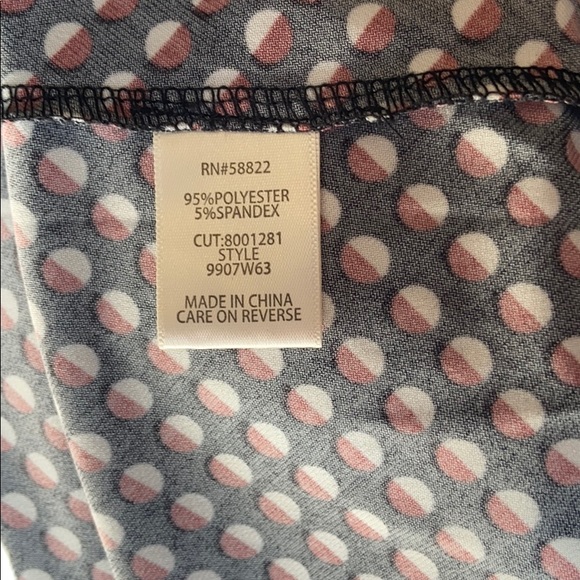 RN#58822
95%POLYESTER
5%SPANDEX
CUT:8001281
STYLE
9907W63
MADE IN CHINA
CARE ON REVERSE